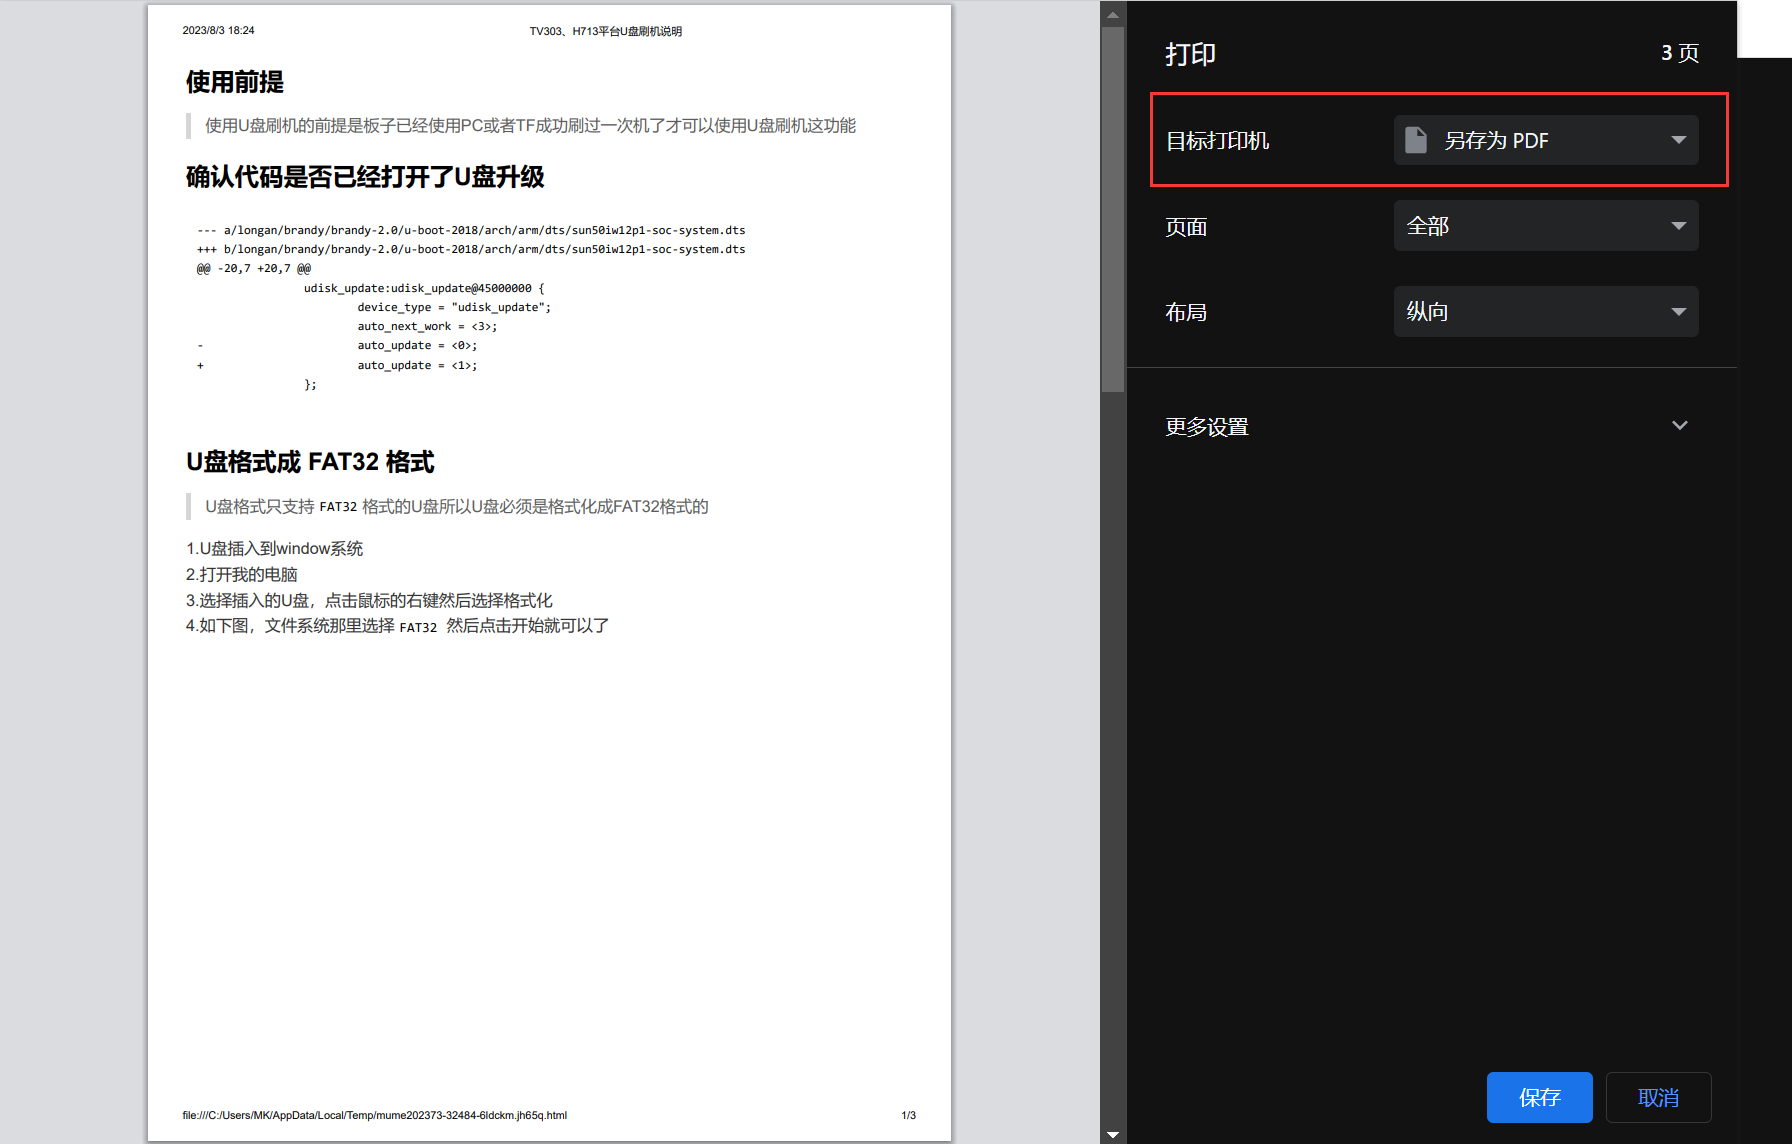 2023/8/3 18:24
TV303、H713平台U盘刷机说明
使用前提
使用U盘刷机的前提是板子已经使用PC或者TF成功刷过一次机了才可以使用U盘刷机这功能
确认代码是否已经打开了U盘升级
--- a/longan/brandy/brandy-2.0/u-boot-2018/arch/arm/dts/sun50iw12p1-soc-system.dts
+++ b/longan/brandy/brandy-2.0/u-boot-2018/arch/arm/dts/sun50iw12p1-soc-system.dts
@@ -20,7 +20,7 @@
udisk_update:udisk_update@45000000 {
device_type = "udisk_update";
auto_next_work = <3>;
- auto_update = <0>;
+ auto_update = <1>;
};
U盘格式成 FAT32 格式
U盘格式只支持 FAT32 格式的U盘所以U盘必须是格式化成FAT32格式的
1.U盘插入到window系统
2.打开我的电脑
3.选择插入的U盘，点击鼠标的右键然后选择格式化
4.如下图，文件系统那里选择 FAT32 然后点击开始就可以了
file:///C:/Users/MK/AppData/Local/Temp/mume202373-32484-6ldckm.jh65q.html
1/3
打印
3 页
目标打印机
另存为 PDF
页面
全部
布局
纵向
更多设置
保存
取消